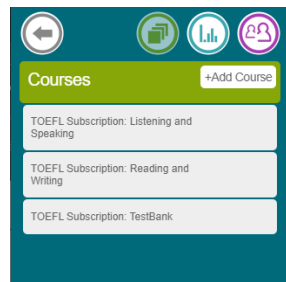 Courses
+Add Course
TOEFL Subscription: Listening and
Speaking
TOEFL Subscription: Reading and
Writing
TOEFL Subscription: TestBank